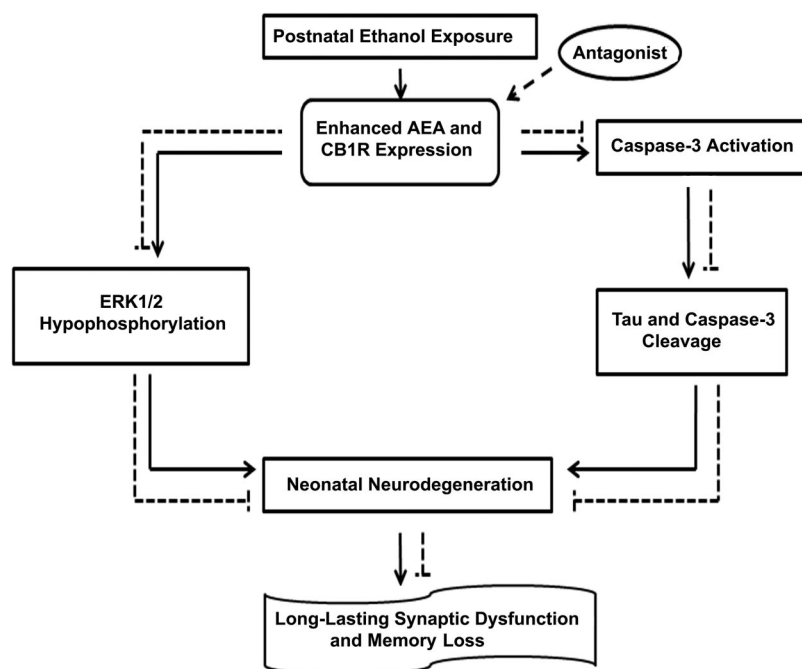 Postnatal Ethanol Exposure
Antagonist
Enhanced AEA and
CB1R Expression
Caspase-3 Activation
ERK1/2
Hypophosphorylation
Tau and Caspase-3
Cleavage
Neonatal Neurodegeneration
Long-Lasting Synaptic Dysfunction
and Memory Loss